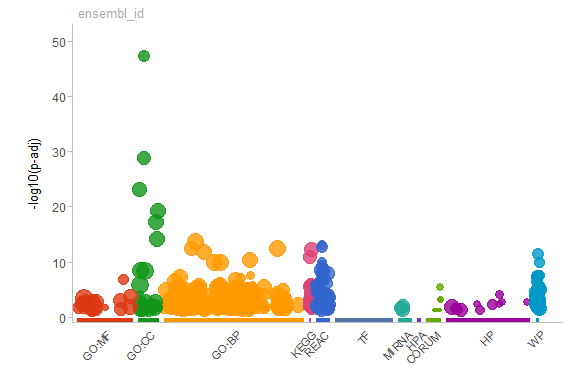 ensembl_id
-log10(p-adj)
50
40
30
20
10
0
GO:MF
GO:CC
GO:BP
KEGG
REAC
TF
MIRNA
HPA
CORUM
HP
WP